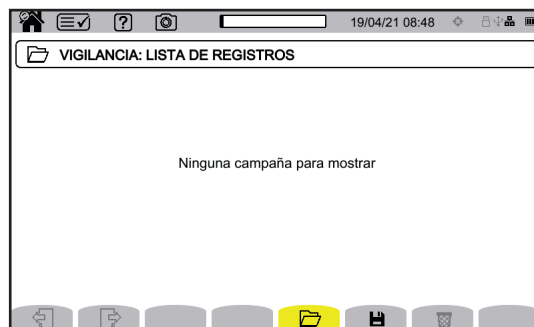 19/04/21 08:48
VIGILANCIA: LISTA DE REGISTROS
Ninguna campaña para mostrar